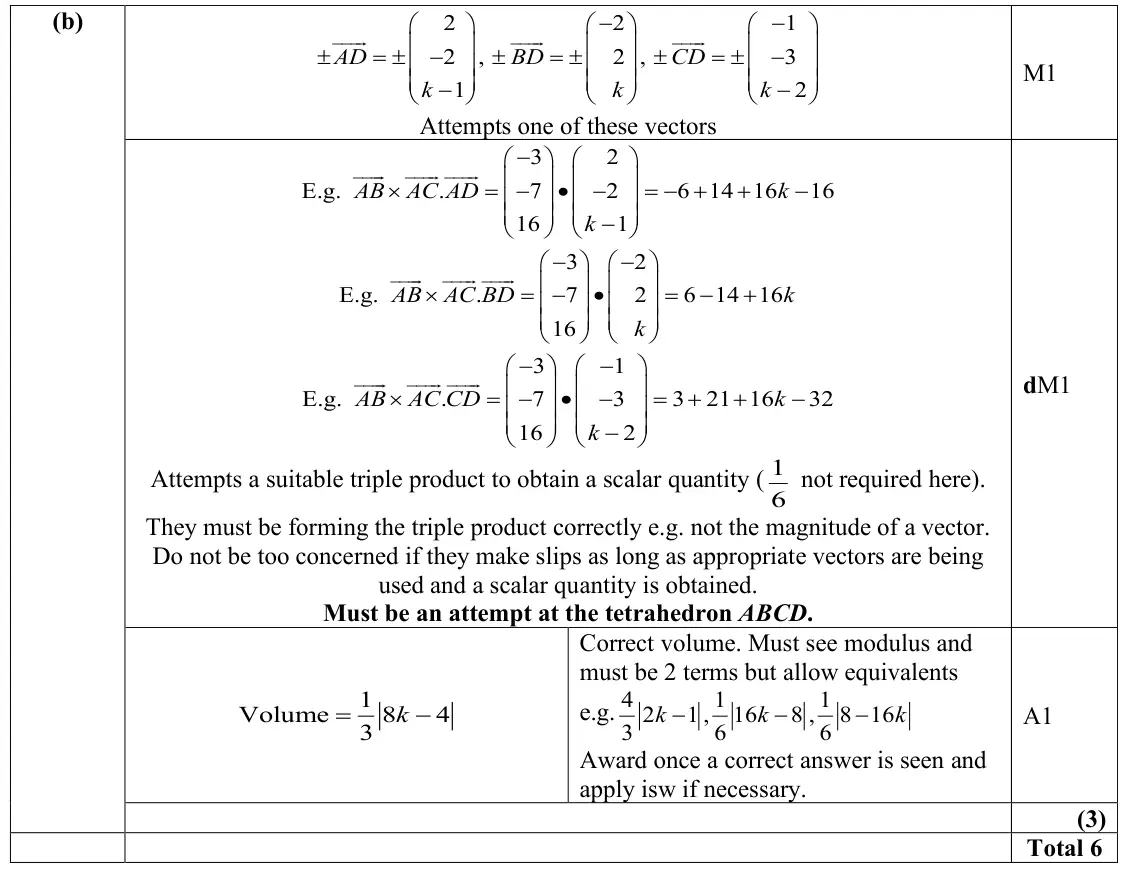 (b)
±AD = ±(2, −2, k − 1), ±BD = ±(−2, 2, k), ±CD = ±(−1, −3, k − 2)
M1
Attempts one of these vectors
E.g. AB × AC.AD = (−3, −7, 16) • (2, −2, k − 1) = −6 + 14 + 16k − 16
E.g. AB × AC.BD = (−3, −7, 16) • (−2, 2, k) = 6 − 14 + 16k
E.g. AB × AC.CD = (−3, −7, 16) • (−1, −3, k − 2) = 3 + 21 + 16k − 32
dM1
Attempts a suitable triple product to obtain a scalar quantity (1/6 not required here).
They must be forming the triple product correctly e.g. not the magnitude of a vector.
Do not be too concerned if they make slips as long as appropriate vectors are being
used and a scalar quantity is obtained.
Must be an attempt at the tetrahedron ABCD.
Volume = 1/3|8k − 4|
Correct volume. Must see modulus and
must be 2 terms but allow equivalents
e.g. 4/3|2k − 1|, 1/6|16k − 8|, 1/6|8 − 16k|
Award once a correct answer is seen and
apply isw if necessary.
A1
(3)
Total 6